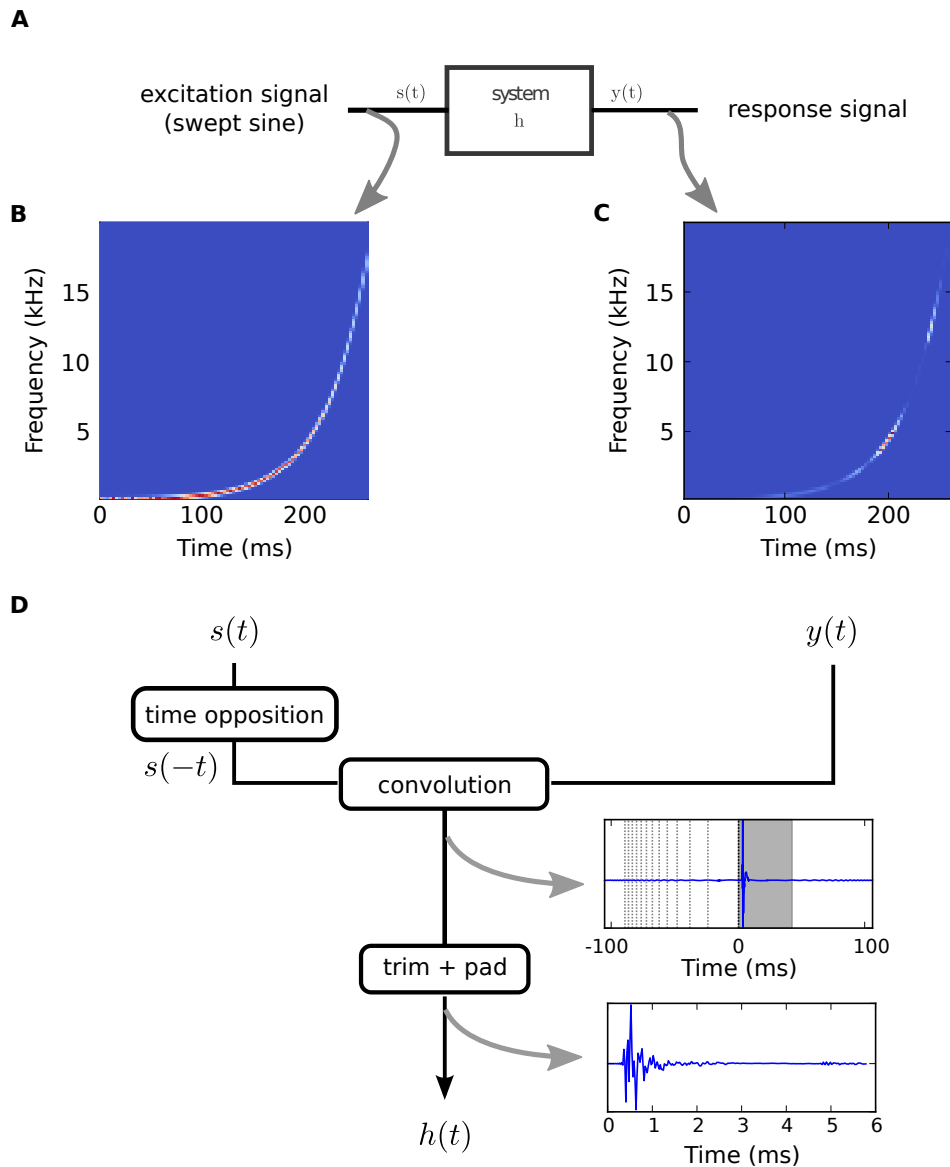 A
excitation signal
(swept sine)
s(t)
system
h
y(t)
response signal
B
C
Frequency (kHz)
15
10
5
0 100 200
Time (ms)
Frequency (kHz)
15
10
5
0 100 200
Time (ms)
D
s(t)
y(t)
time opposition
s(−t)
convolution
-100 0 100
Time (ms)
trim + pad
0 1 2 3 4 5 6
Time (ms)
h(t)